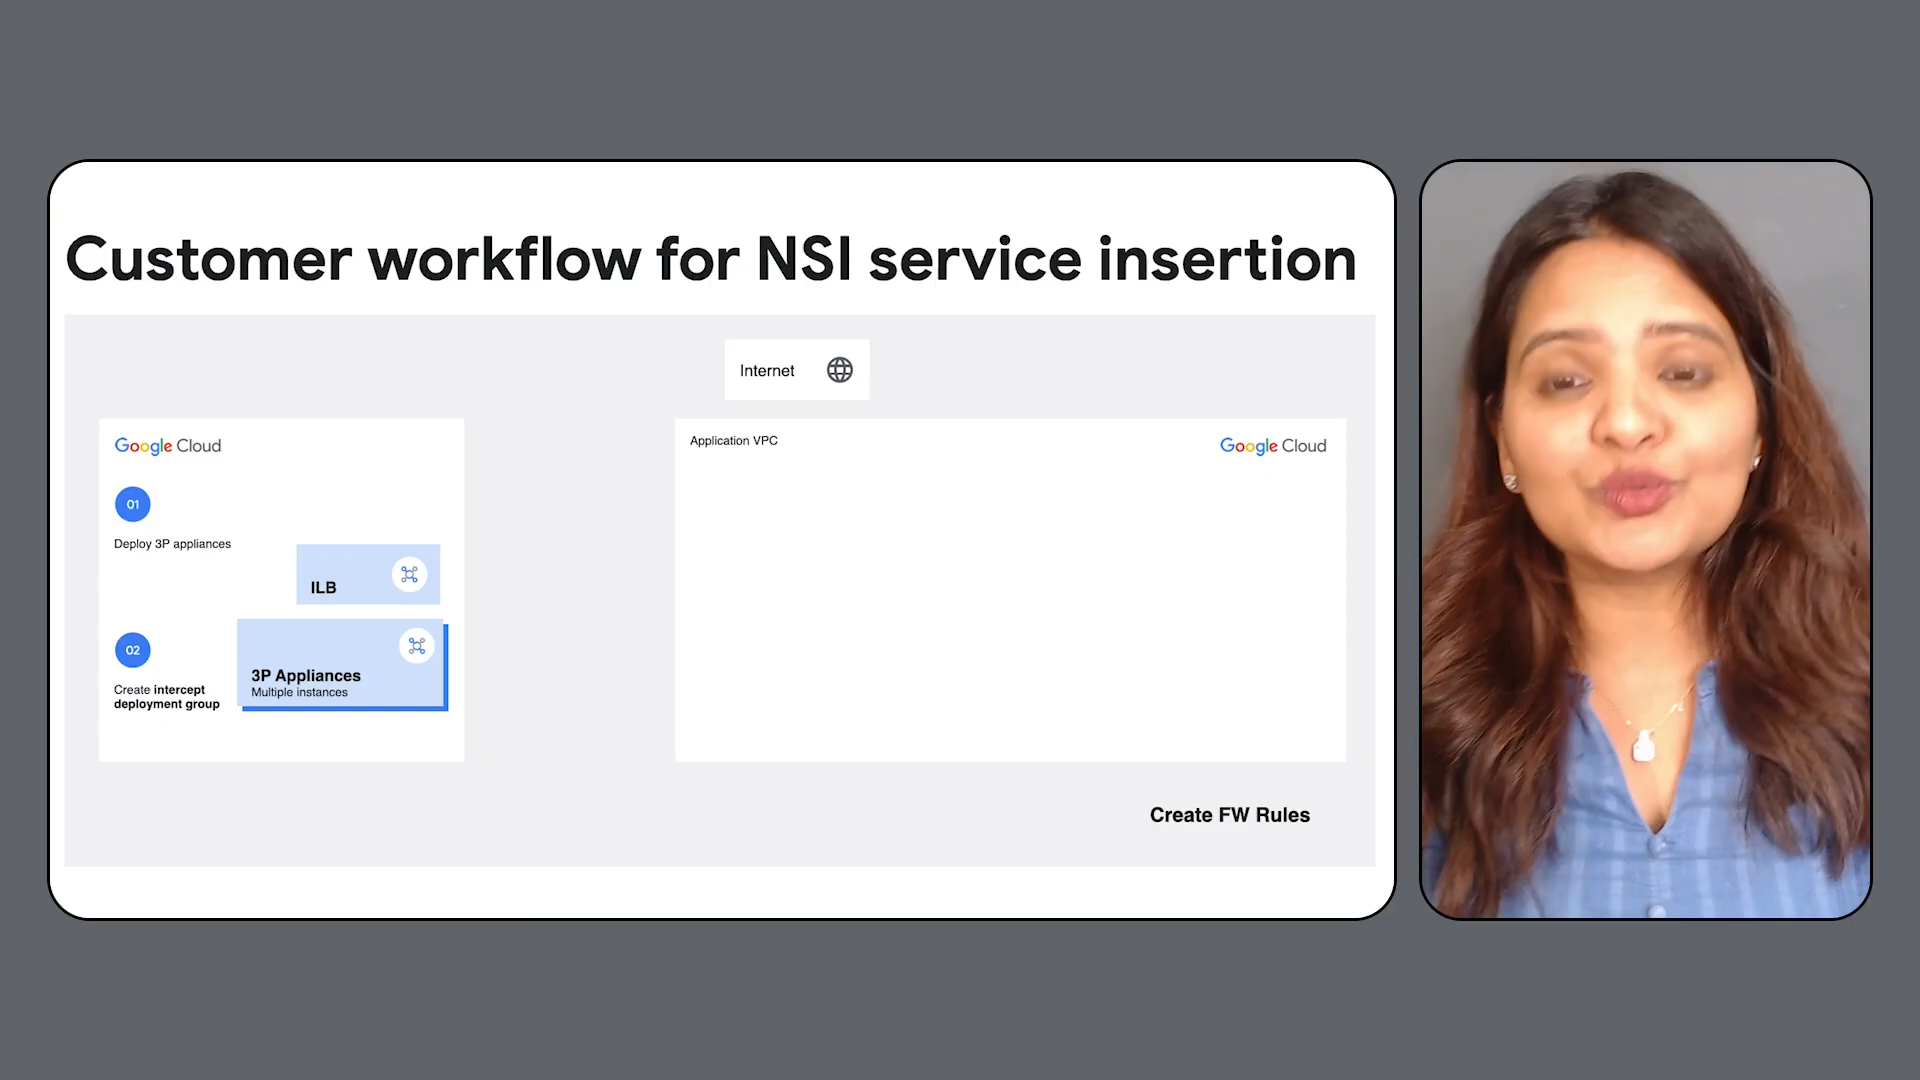 Customer workflow for NSI service insertion
Internet
Google Cloud
01
Deploy 3P appliances
ILB
02
Create intercept
deployment group
3P Appliances
Multiple instances
Application VPC
Google Cloud
Create FW Rules